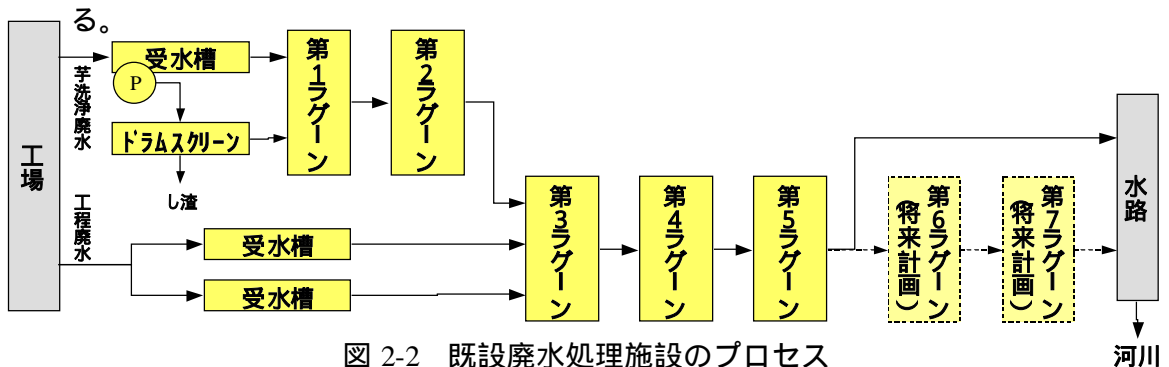 る。
工場
芋洗浄廃水
受水槽
P
ﾄﾞﾗﾑｽｸﾘｰﾝ
し渣
第1ラグーン
第2ラグーン
工程廃水
受水槽
受水槽
第3ラグーン
第4ラグーン
第5ラグーン
第6ラグーン
(将来計画)
第7ラグーン
(将来計画)
水路
河川
図 2-2 既設廃水処理施設のプロセス